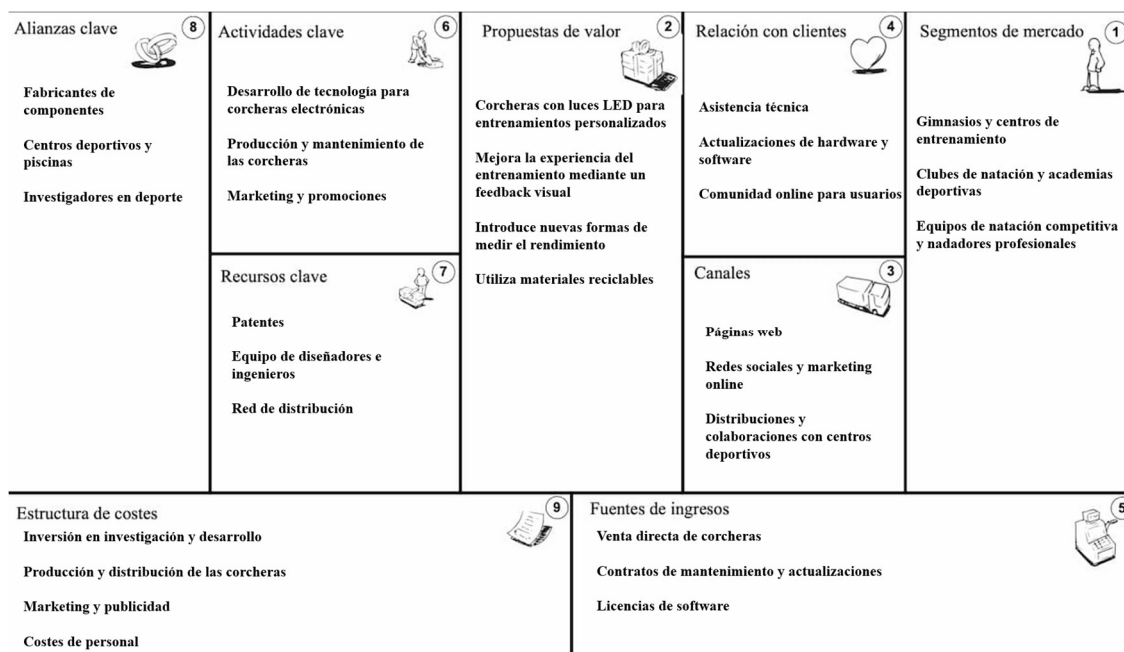 Alianzas clave
8
Fabricantes de
componentes
Centros deportivos y
piscinas
Investigadores en deporte
Actividades clave
6
Desarrollo de tecnología para
corcheras electrónicas
Producción y mantenimiento de
las corcheras
Marketing y promociones
Recursos clave
7
Patentes
Equipo de diseñadores e
ingenieros
Red de distribución
Propuestas de valor
2
Corcheras con luces LED para
entrenamientos personalizados
Mejora la experiencia del
entrenamiento mediante un
feedback visual
Introduce nuevas formas de
medir el rendimiento
Utiliza materiales reciclables
Relación con clientes
4
Asistencia técnica
Actualizaciones de hardware y
software
Comunidad online para usuarios
Canales
3
Páginas web
Redes sociales y marketing
online
Distribuciones y
colaboraciones con centros
deportivos
Segmentos de mercado
1
Gimnasios y centros de
entrenamiento
Clubes de natación y academias
deportivas
Equipos de natación competitiva
y nadadores profesionales
Estructura de costes
9
Inversión en investigación y desarrollo
Producción y distribución de las corcheras
Marketing y publicidad
Costes de personal
Fuentes de ingresos
5
Venta directa de corcheras
Contratos de mantenimiento y actualizaciones
Licencias de software